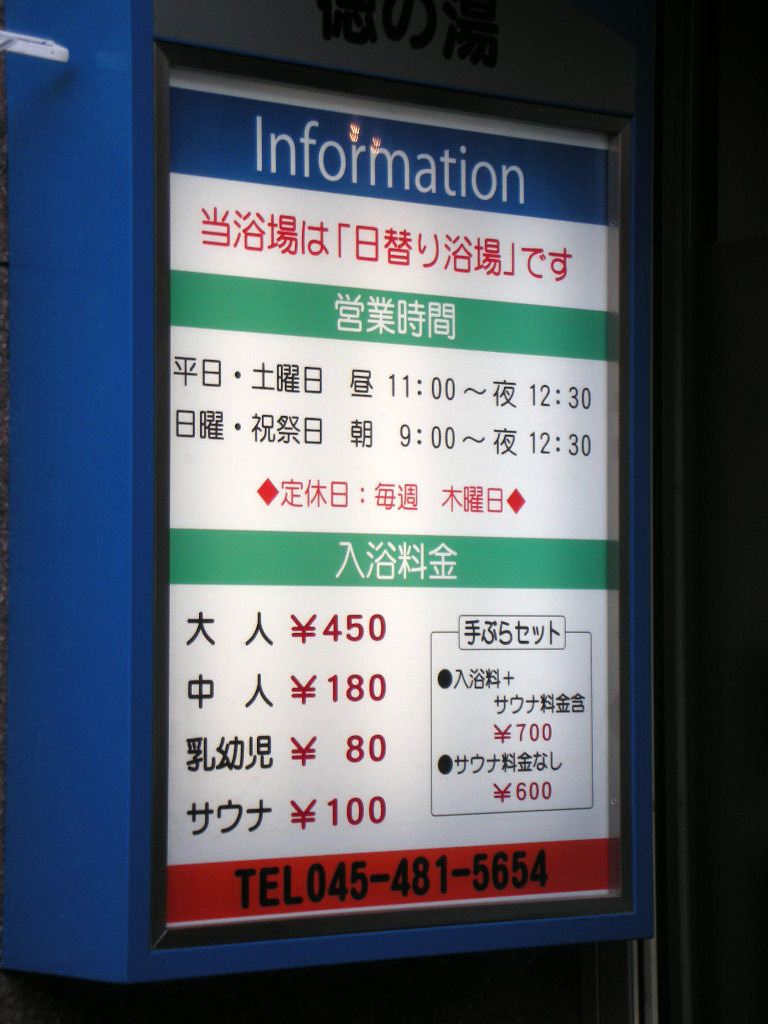 徳の湯
Information
当浴場は「日替り浴場」です
営業時間
平日・土曜日 昼 11:00～夜 12:30
日曜・祝祭日 朝 9:00～夜 12:30
◆定休日：毎週 木曜日◆
入浴料金
大 人 ¥450
中 人 ¥180
乳幼児 ¥ 80
サウナ ¥100
手ぶらセット
●入浴料+
サウナ料金含
¥700
●サウナ料金なし
¥600
TEL045-481-5654